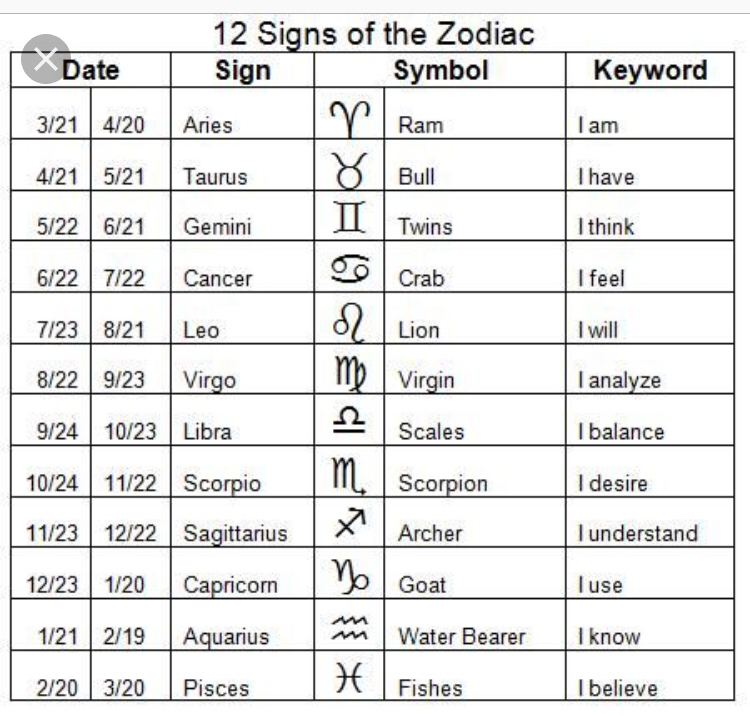 12 Signs of the Zodiac
Date Sign Symbol Keyword
3/21 4/20 Aries ♈ Ram I am
4/21 5/21 Taurus ♉ Bull I have
5/22 6/21 Gemini ♊ Twins I think
6/22 7/22 Cancer ♋ Crab I feel
7/23 8/21 Leo ♌ Lion I will
8/22 9/23 Virgo ♍ Virgin I analyze
9/24 10/23 Libra ♎ Scales I balance
10/24 11/22 Scorpio ♏ Scorpion I desire
11/23 12/22 Sagittarius ♐ Archer I understand
12/23 1/20 Capricorn ♑ Goat I use
1/21 2/19 Aquarius ♒ Water Bearer I know
2/20 3/20 Pisces ♓ Fishes I believe